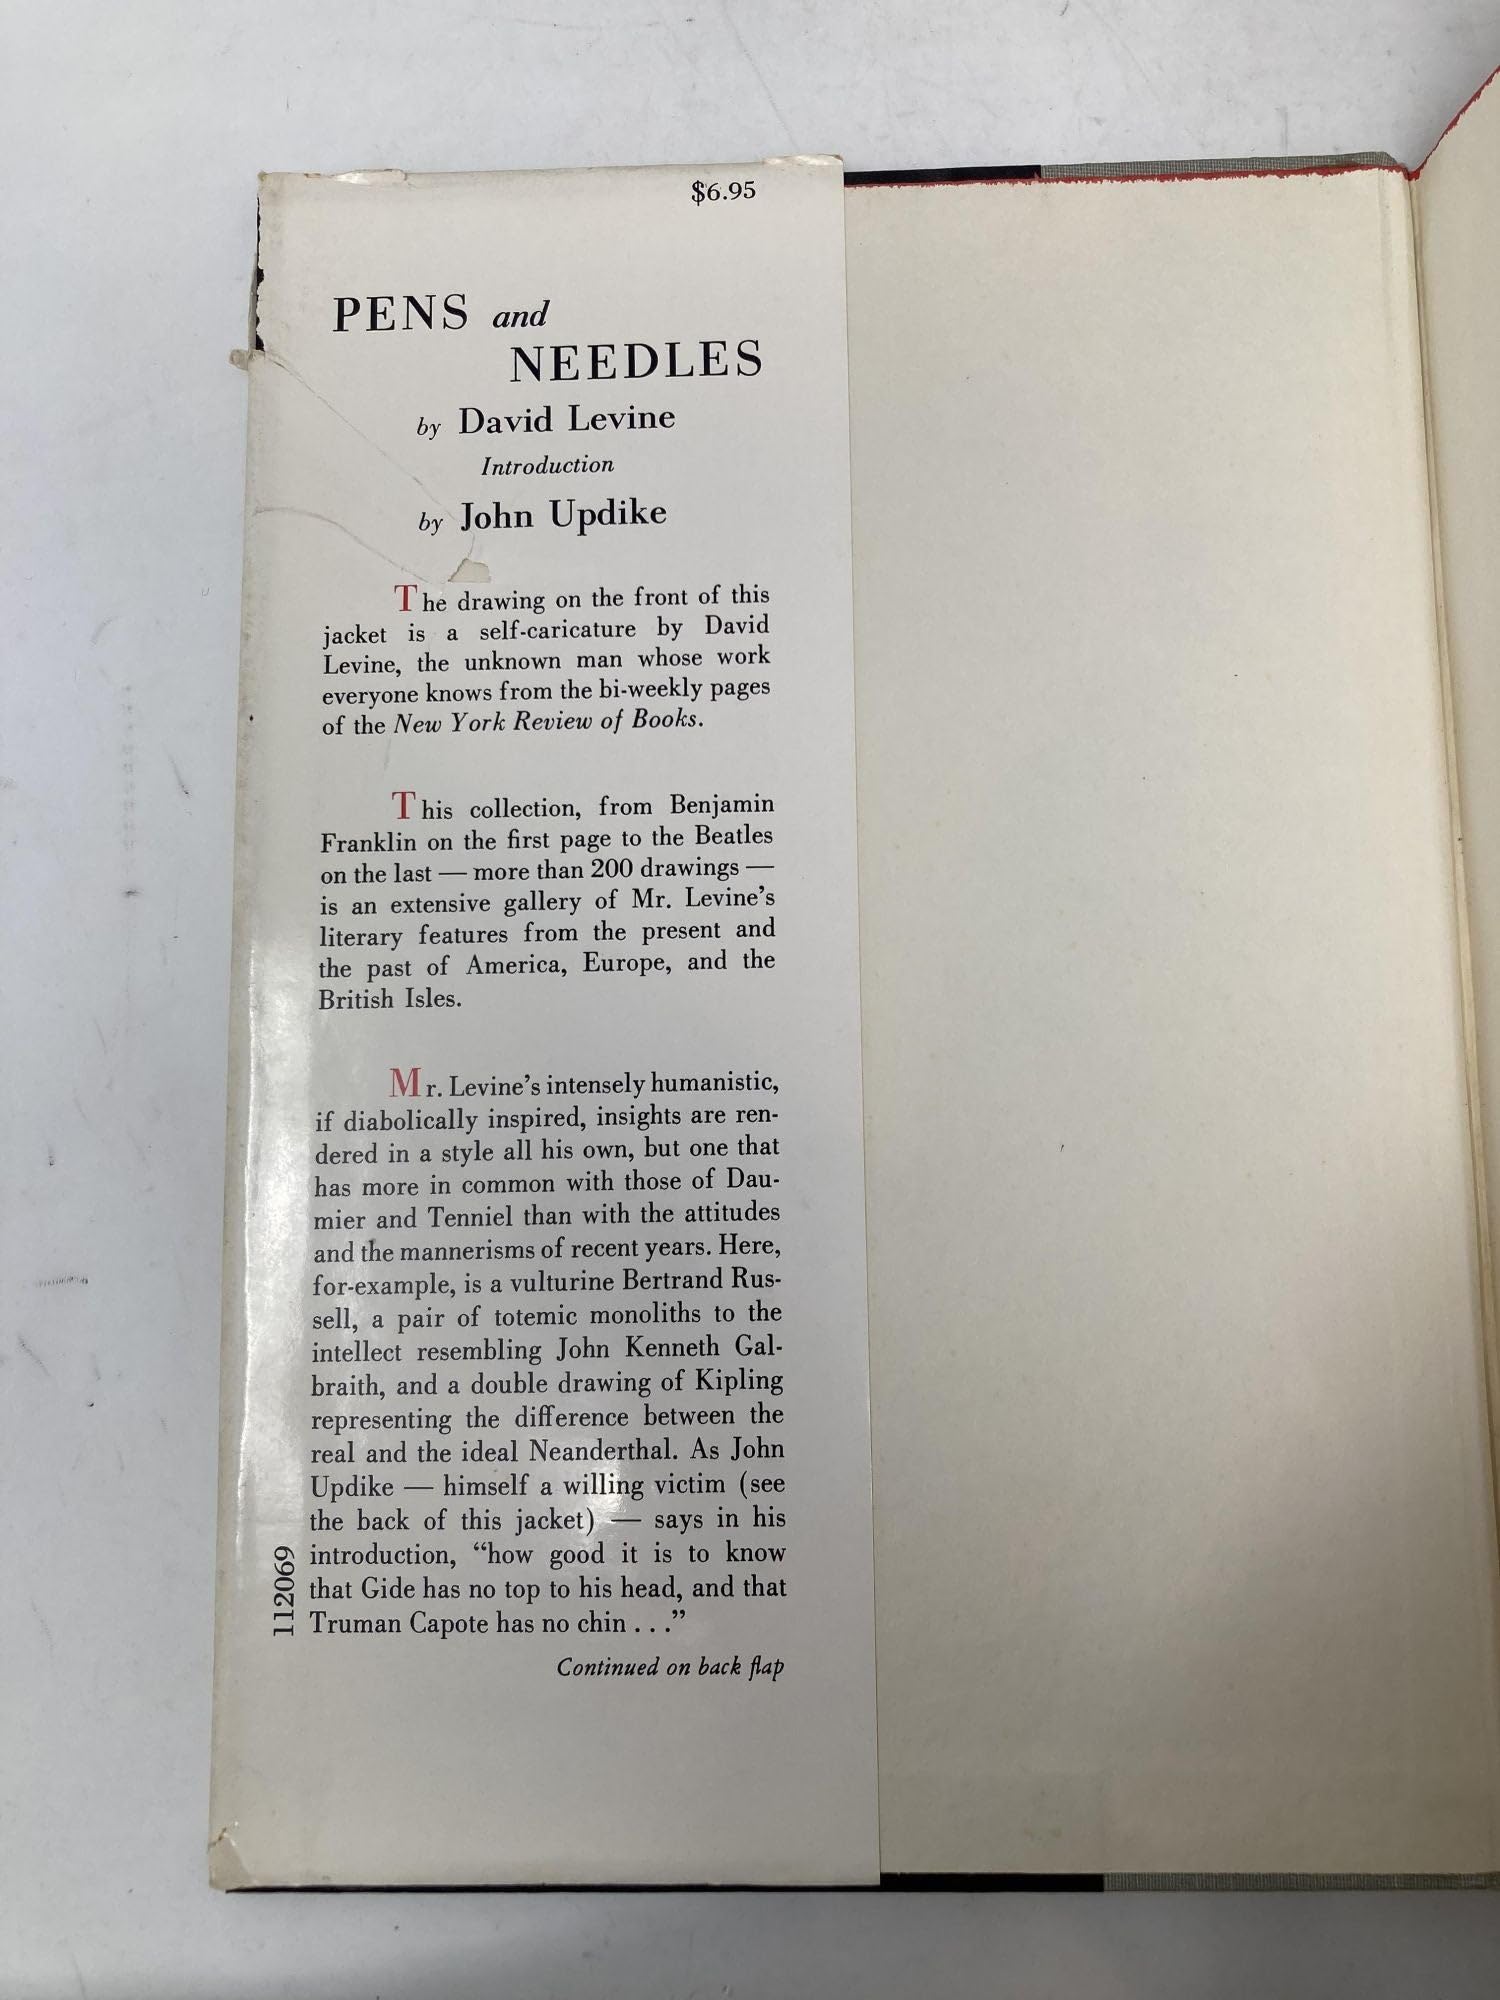 $6.95
PENS and
NEEDLES
by David Levine
Introduction
by John Updike
The drawing on the front of this
jacket is a self-caricature by David
Levine, the unknown man whose work
everyone knows from the bi-weekly pages
of the New York Review of Books.
This collection, from Benjamin
Franklin on the first page to the Beatles
on the last — more than 200 drawings —
is an extensive gallery of Mr. Levine's
literary features from the present and
the past of America, Europe, and the
British Isles.
Mr. Levine's intensely humanistic,
if diabolically inspired, insights are ren-
dered in a style all his own, but one that
has more in common with those of Dau-
mier and Tenniel than with the attitudes
and the mannerisms of recent years. Here,
for-example, is a vulturine Bertrand Rus-
sell, a pair of totemic monoliths to the
intellect resembling John Kenneth Gal-
braith, and a double drawing of Kipling
representing the difference between the
real and the ideal Neanderthal. As John
Updike — himself a willing victim (see
the back of this jacket) — says in his
introduction, "how good it is to know
that Gide has no top to his head, and that
Truman Capote has no chin . . ."
Continued on back flap
112069